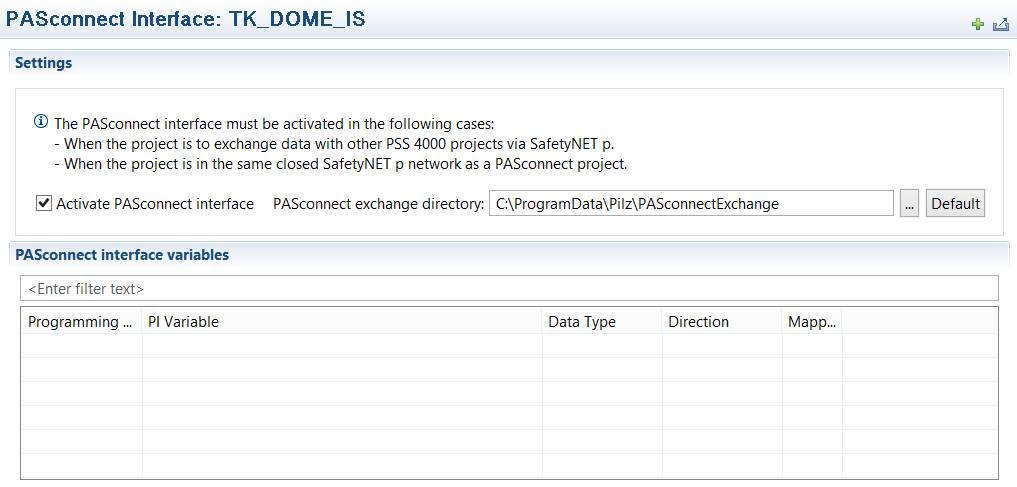 PASconnect Interface: TK_DOME_IS
Settings
The PASconnect interface must be activated in the following cases:
- When the project is to exchange data with other PSS 4000 projects via SafetyNET p.
- When the project is in the same closed SafetyNET p network as a PASconnect project.
Activate PASconnect interface PASconnect exchange directory: C:\ProgramData\Pilz\PASconnectExchange ... Default
PASconnect interface variables
<Enter filter text>
Programming ... PI Variable Data Type Direction Mapp...